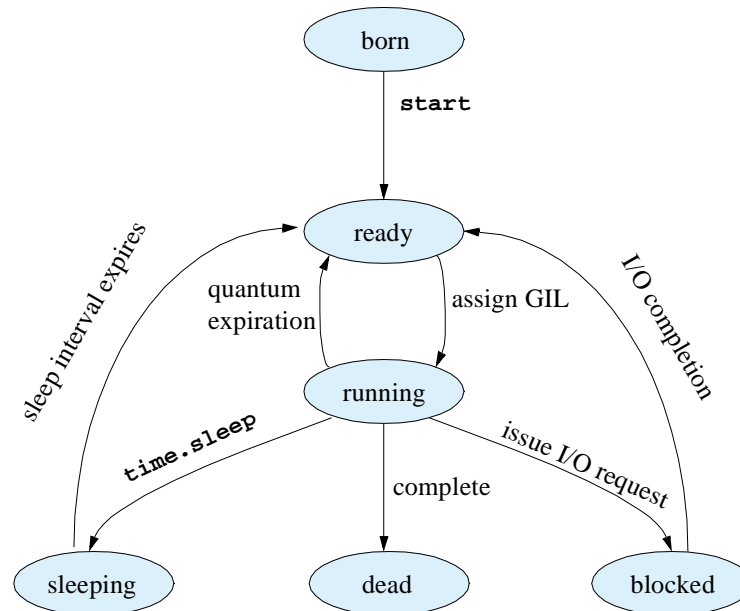 born
start
ready
sleep interval expires
quantum
expiration
assign GIL
I/O completion
running
time.sleep
complete
issue I/O request
sleeping
dead
blocked